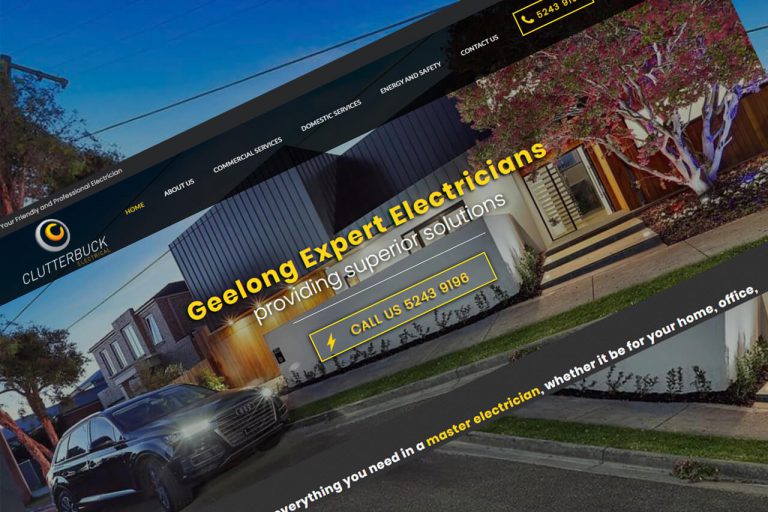 5243 9196
Your Friendly and Professional Electrician
CLUTTERBUCK
ELECTRICAL
HOME
ABOUT US
COMMERCIAL SERVICES
DOMESTIC SERVICES
ENERGY AND SAFETY
CONTACT US
Geelong Expert Electricians
providing superior solutions
CALL US 5243 9196
everything you need in a master electrician, whether it be for your home, office,